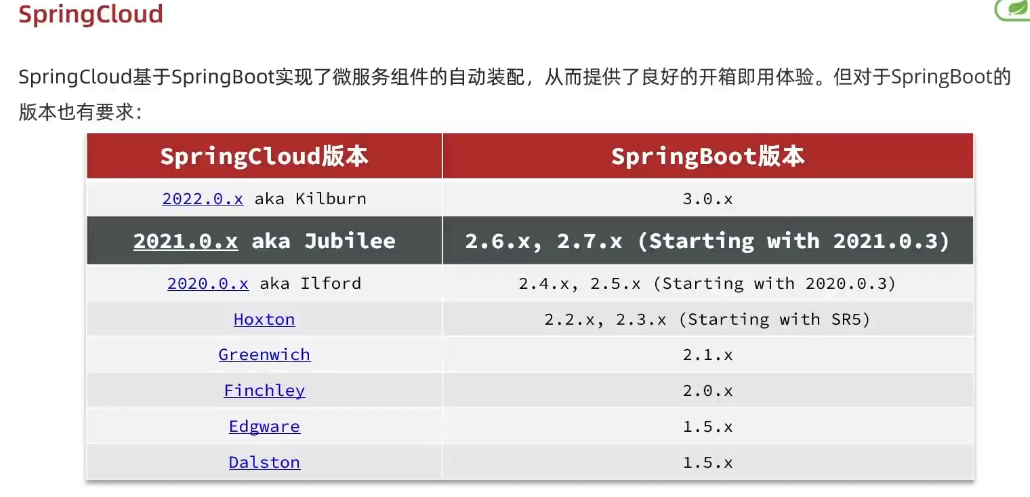 SpringCloud
SpringCloud基于SpringBoot实现了微服务组件的自动装配，从而提供了良好的开箱即用体验。但对于SpringBoot的
版本也有要求：
SpringCloud版本 SpringBoot版本
2022.0.x aka Kilburn 3.0.x
2021.0.x aka Jubilee 2.6.x, 2.7.x (Starting with 2021.0.3)
2020.0.x aka Ilford 2.4.x, 2.5.x (Starting with 2020.0.3)
Hoxton 2.2.x, 2.3.x (Starting with SR5)
Greenwich 2.1.x
Finchley 2.0.x
Edgware 1.5.x
Dalston 1.5.x